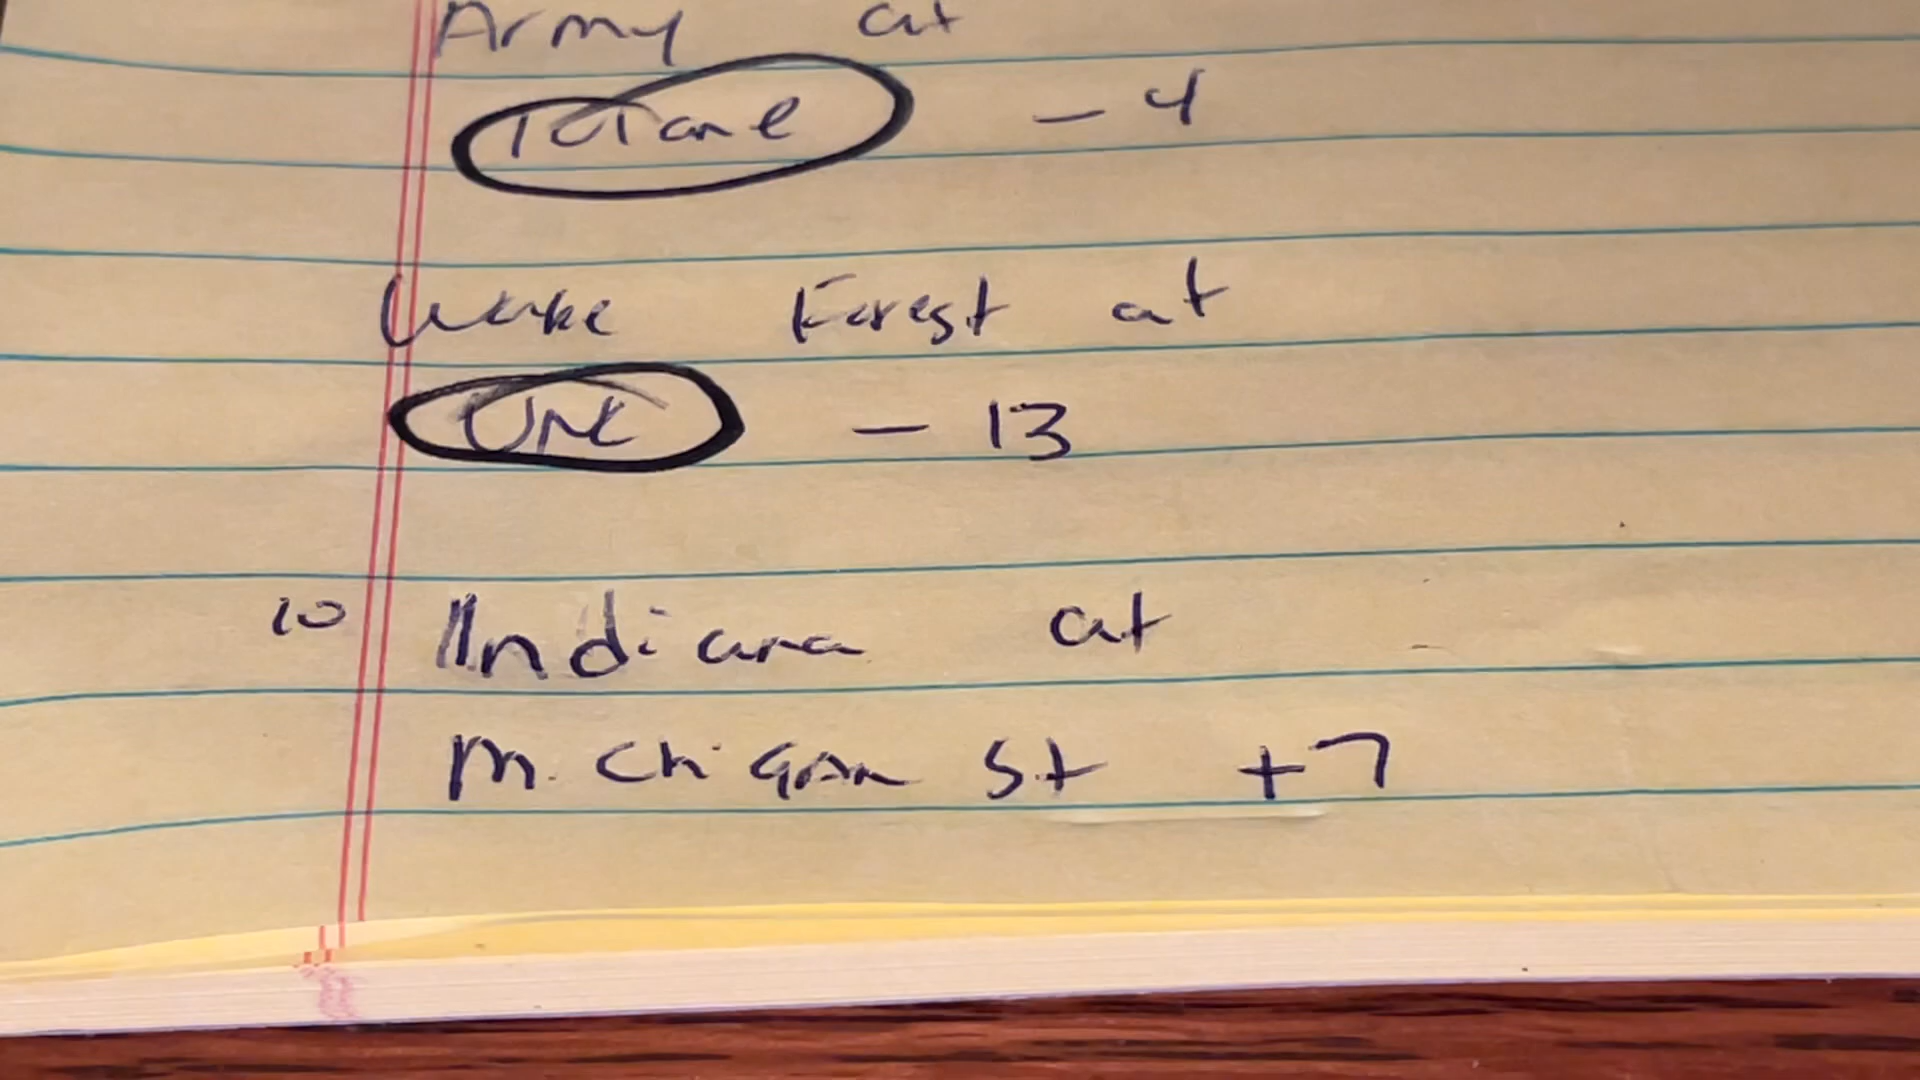 Army at
Tulane - 4
Wake Forest at
UNC - 13
10 Indiana at
Michigan St +7